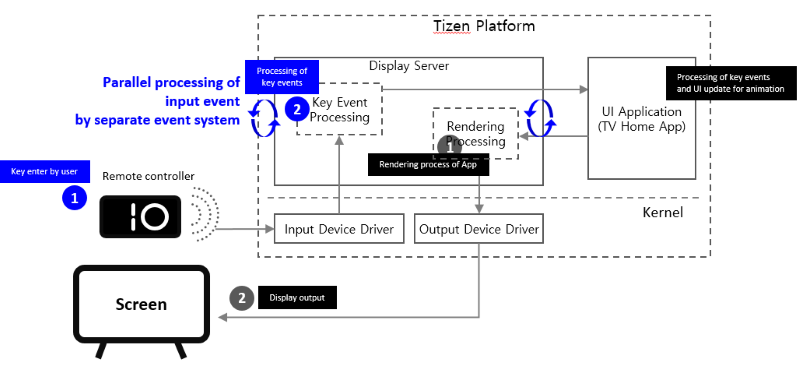 Tizen Platform
Display Server
Processing of
key events
Processing of key events
and UI update for animation
Parallel processing of
input event
by separate event system
2
Key Event
Processing
UI Application
(TV Home App)
Rendering
Processing
1
Rendering process of App
Key enter by user
1
Remote controller
Kernel
Input Device Driver
Output Device Driver
Screen
2
Display output